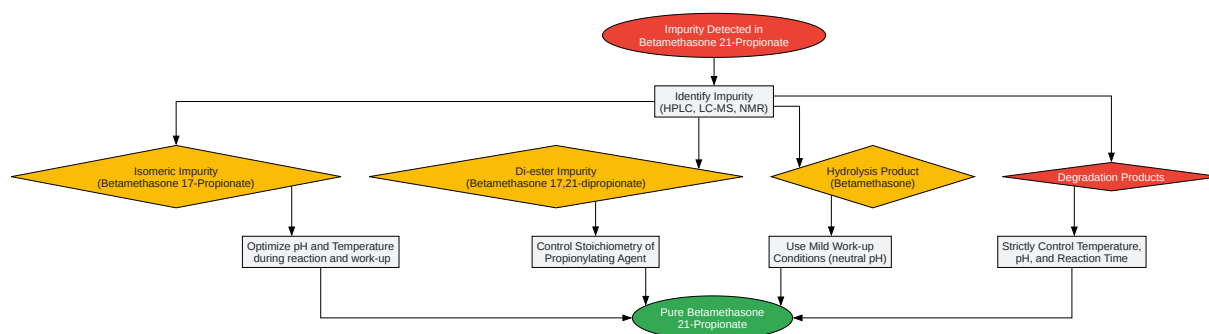 Impurity Detected in
Betamethasone 21-Propionate
Identify Impurity
(HPLC, LC-MS, NMR)
Isomeric Impurity
(Betamethasone 17-Propionate)
Di-ester Impurity
(Betamethasone 17,21-dipropionate)
Hydrolysis Product
(Betamethasone)
Degradation Products
Optimize pH and Temperature
during reaction and work-up
Control Stoichiometry of
Propionylating Agent
Use Mild Work-up
Conditions (neutral pH)
Strictly Control Temperature,
pH, and Reaction Time
Pure Betamethasone
21-Propionate